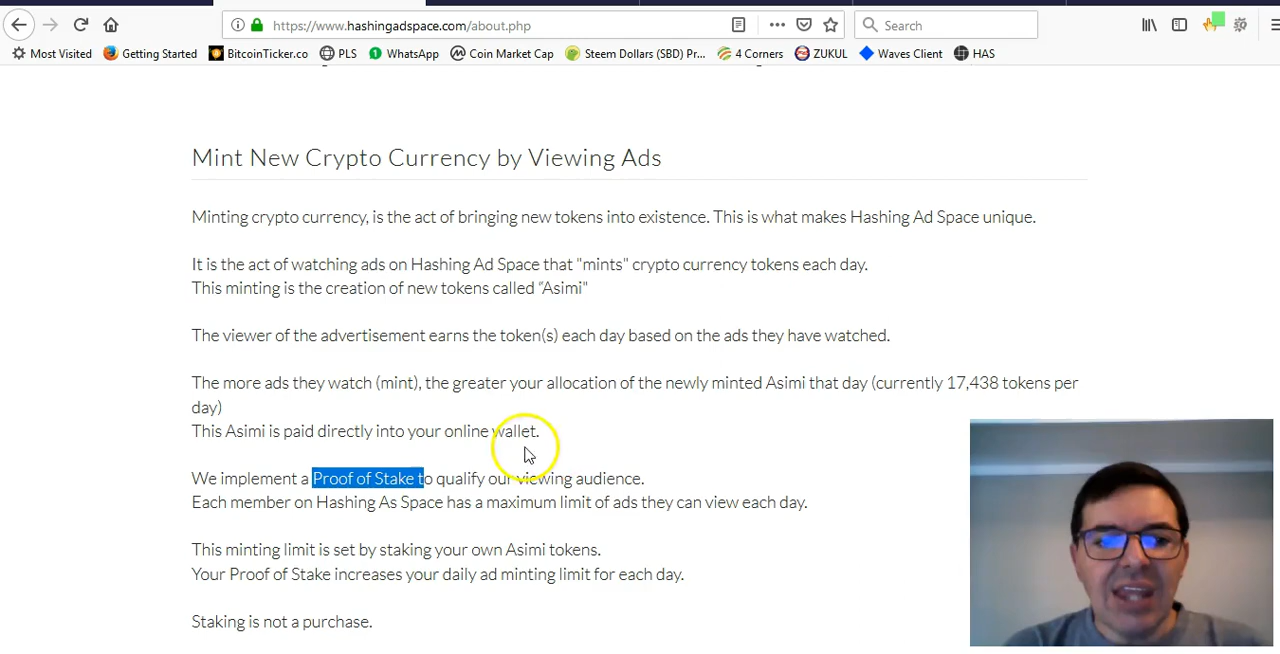 https://www.hashingadspace.com/about.php
Search
Most Visited Getting Started BitcoinTicker.co PLS WhatsApp Coin Market Cap Steem Dollars (SBD) Pr... 4 Corners ZUKUL Waves Client HAS
Mint New Crypto Currency by Viewing Ads
Minting crypto currency, is the act of bringing new tokens into existence. This is what makes Hashing Ad Space unique.
It is the act of watching ads on Hashing Ad Space that "mints" crypto currency tokens each day.
This minting is the creation of new tokens called “Asimi"
The viewer of the advertisement earns the token(s) each day based on the ads they have watched.
The more ads they watch (mint), the greater your allocation of the newly minted Asimi that day (currently 17,438 tokens per
day)
This Asimi is paid directly into your online wallet.
We implement a Proof of Stake to qualify our viewing audience.
Each member on Hashing As Space has a maximum limit of ads they can view each day.
This minting limit is set by staking your own Asimi tokens.
Your Proof of Stake increases your daily ad minting limit for each day.
Staking is not a purchase.